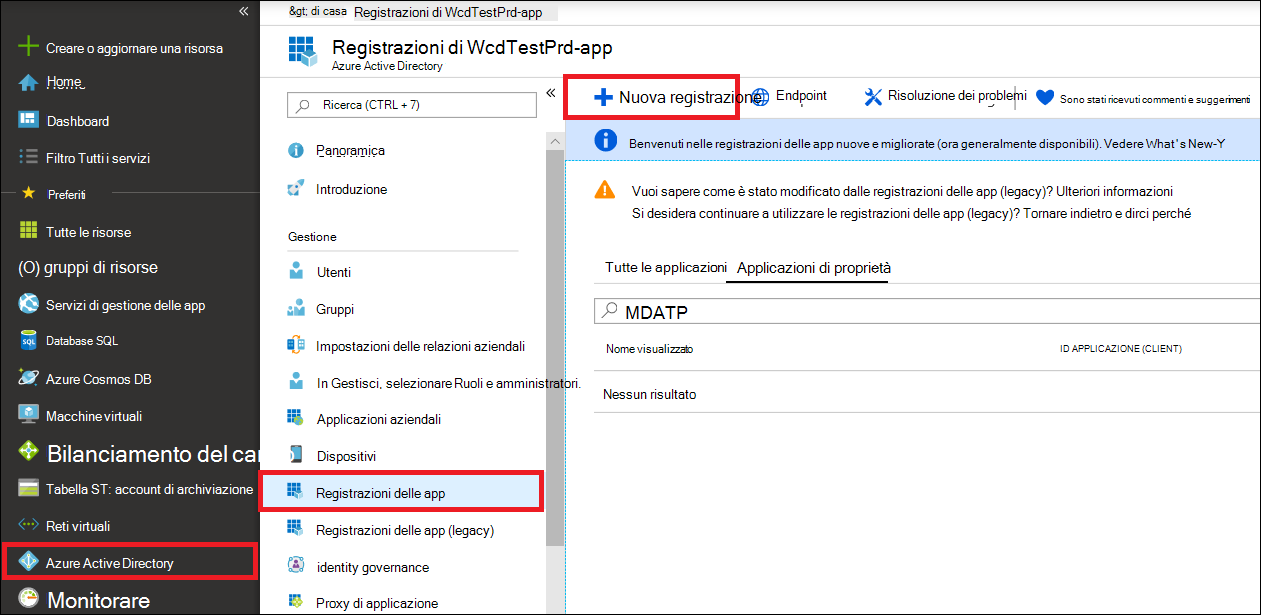 &gt; di casa Registrazioni di WcdTestPrd-app
Registrazioni di WcdTestPrd-app
Azure Active Directory
Creare o aggiornare una risorsa
Home
Dashboard
Filtro Tutti i servizi
Preferiti
Tutte le risorse
(O) gruppi di risorse
Servizi di gestione delle app
Database SQL
Azure Cosmos DB
Macchine virtuali
Bilanciamento del car
Tabella ST: account di archiviazione
Reti virtuali
Azure Active Directory
Monitorare
Ricerca (CTRL + 7)
Panoramica
Introduzione
Gestione
Utenti
Gruppi
Impostazioni delle relazioni aziendali
In Gestisci, selezionare Ruoli e amministratori.
Applicazioni aziendali
Dispositivi
Registrazioni delle app
Registrazioni delle app (legacy)
identity governance
Proxy di applicazione
Nuova registrazione Endpoint Risoluzione dei problemi Sono stati ricevuti commenti e suggerimenti
Benvenuti nelle registrazioni delle app nuove e migliorate (ora generalmente disponibili). Vedere What's New-Y
Vuoi sapere come è stato modificato dalle registrazioni delle app (legacy)? Ulteriori informazioni
Si desidera continuare a utilizzare le registrazioni delle app (legacy)? Tornare indietro e dirci perché
Tutte le applicazioni Applicazioni di proprietà
MDATP
Nome visualizzato ID APPLICAZIONE (CLIENT)
Nessun risultato